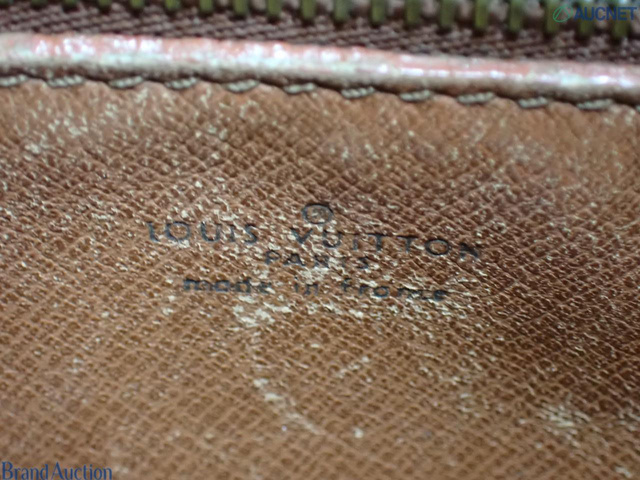 AUCNET
®
LOUIS VUITTON
PARIS
made in France
Brand Auction